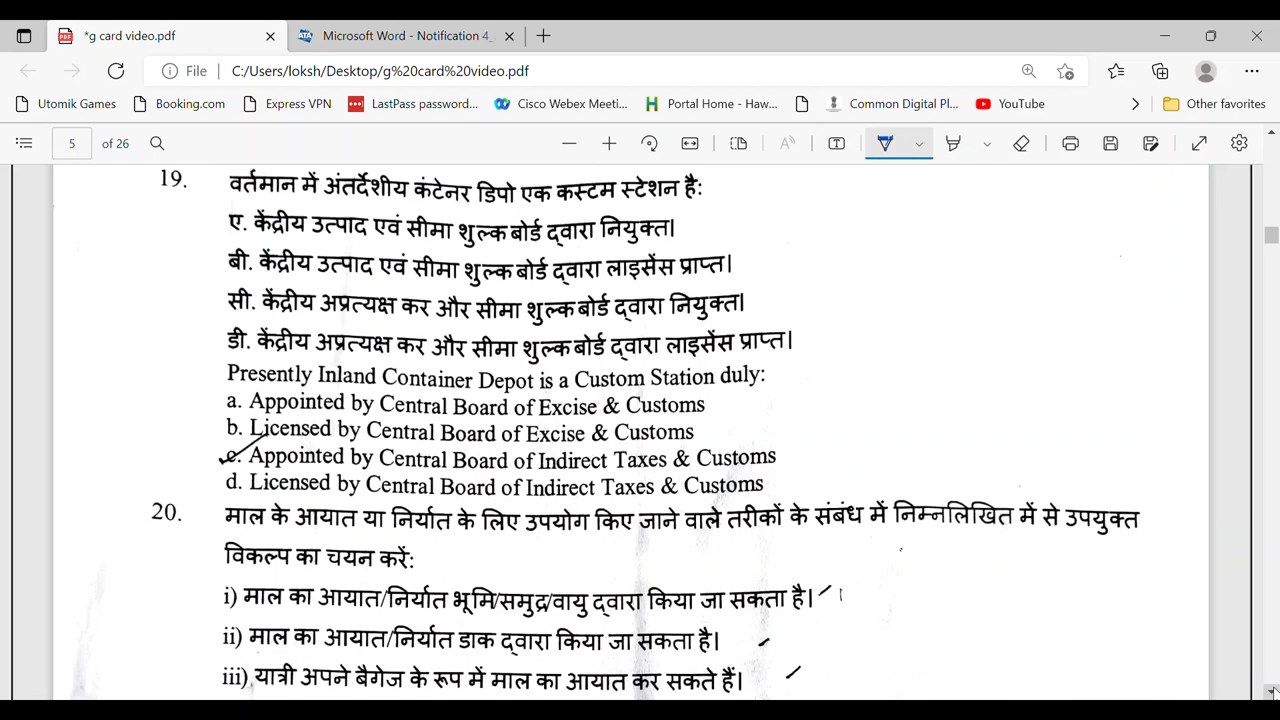 *g card video.pdf
Microsoft Word - Notification 4_
File C:/Users/loksh/Desktop/g%20card%20video.pdf
Utomik Games Booking.com Express VPN LastPass password... Cisco Webex Meeti... Portal Home - Haw... Common Digital Pl... YouTube Other favorites
5 of 26
19. वर्तमान में अंतर्देशीय कंटेनर डिपो एक कस्टम स्टेशन है:
ए. केंद्रीय उत्पाद एवं सीमा शुल्क बोर्ड द्वारा नियुक्त।
बी. केंद्रीय उत्पाद एवं सीमा शुल्क बोर्ड द्वारा लाइसेंस प्राप्त।
सी. केंद्रीय अप्रत्यक्ष कर और सीमा शुल्क बोर्ड द्वारा नियुक्त।
डी. केंद्रीय अप्रत्यक्ष कर और सीमा शुल्क बोर्ड द्वारा लाइसेंस प्राप्त।
Presently Inland Container Depot is a Custom Station duly:
a. Appointed by Central Board of Excise & Customs
b. Licensed by Central Board of Excise & Customs
c. Appointed by Central Board of Indirect Taxes & Customs
d. Licensed by Central Board of Indirect Taxes & Customs
20. माल के आयात या निर्यात के लिए उपयोग किए जाने वाले तरीकों के संबंध में निम्नलिखित में से उपयुक्त
विकल्प का चयन करें:
i) माल का आयात/निर्यात भूमि/समुद्र/वायु द्वारा किया जा सकता है।
ii) माल का आयात/निर्यात डाक द्वारा किया जा सकता है।
iii) यात्री अपने बैगेज के रूप में माल का आयात कर सकते हैं।